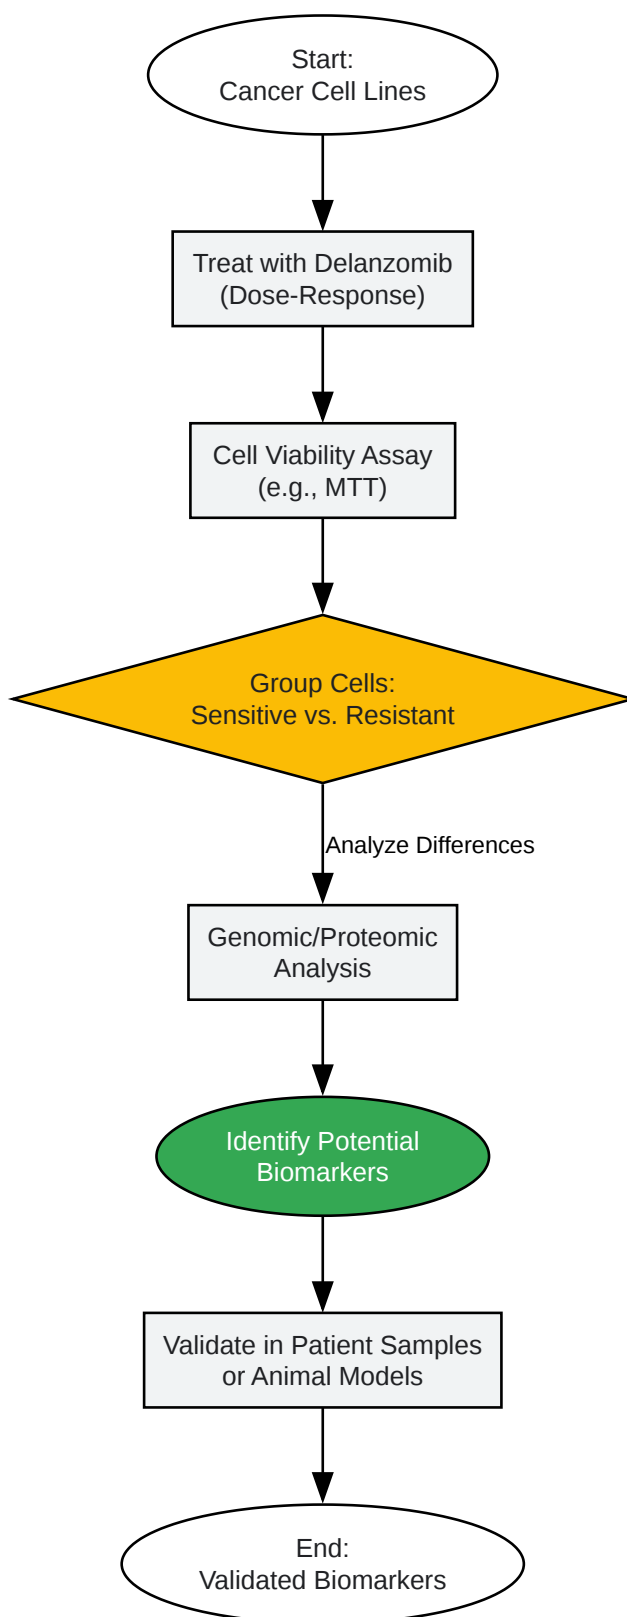 Start:
Cancer Cell Lines
Treat with Delanzomib
(Dose-Response)
Cell Viability Assay
(e.g., MTT)
Group Cells:
Sensitive vs. Resistant
Analyze Differences
Genomic/Proteomic
Analysis
Identify Potential
Biomarkers
Validate in Patient Samples
or Animal Models
End:
Validated Biomarkers